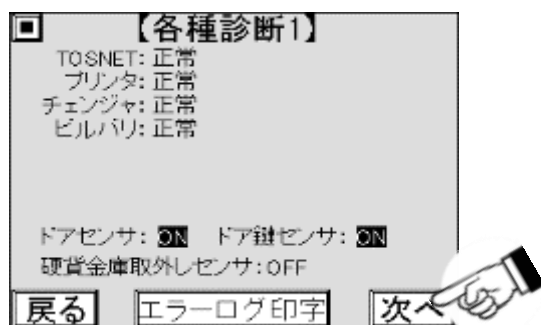 【各種診断1】
TOSNET: 正常
プリンタ: 正常
チェンジャ: 正常
ビルバリ: 正常
ドアセンサ: ON ドア鍵センサ: ON
硬貨金庫取外しセンサ:OFF
戻る エラーログ印字 次へ